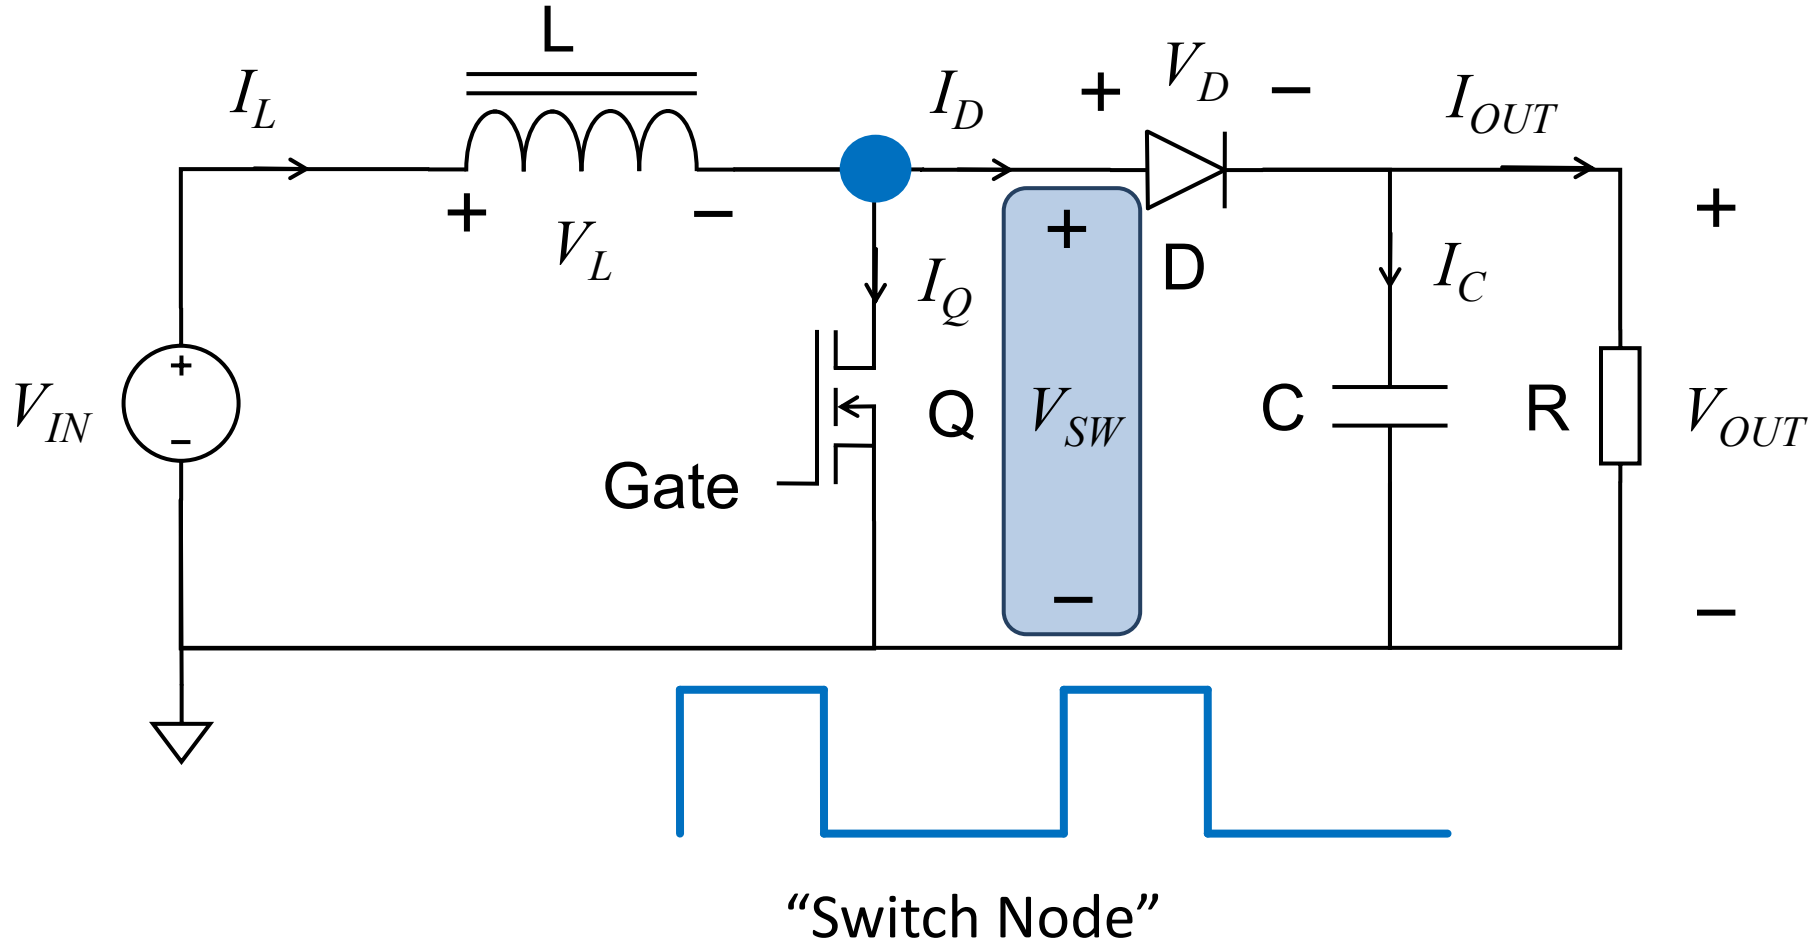 L
I_L
I_D
+ V_D −
I_OUT
+ V_L −
I_Q
+
D
I_C
+
V_IN
+
−
Q
V_SW
C
R
V_OUT
Gate
−
−
“Switch Node”